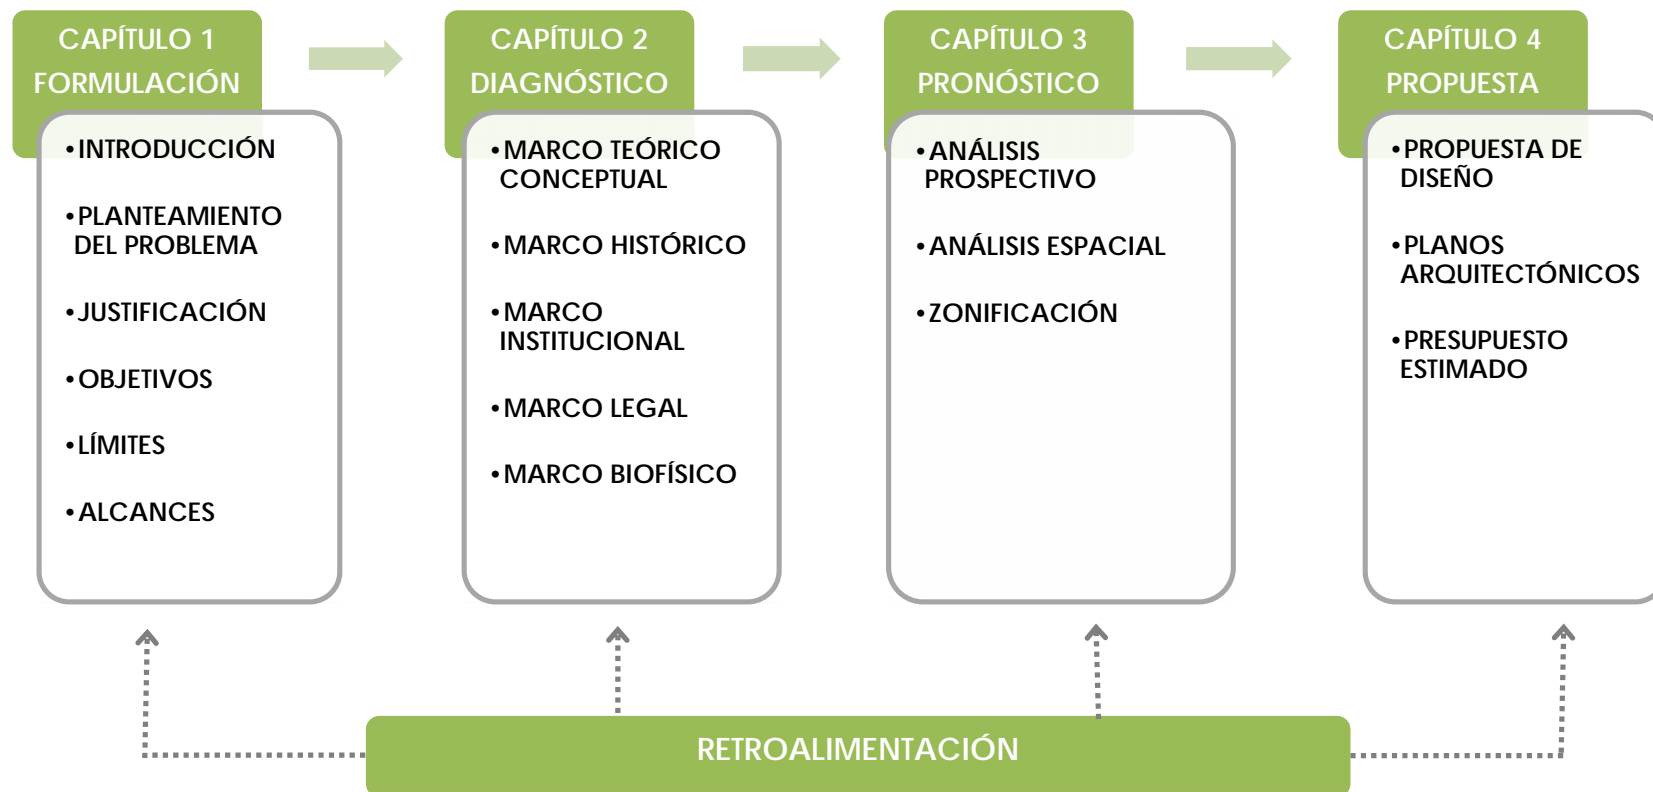 CAPÍTULO 1
FORMULACIÓN
•INTRODUCCIÓN
•PLANTEAMIENTO
DEL PROBLEMA
•JUSTIFICACIÓN
•OBJETIVOS
•LÍMITES
•ALCANCES
CAPÍTULO 2
DIAGNÓSTICO
•MARCO TEÓRICO
CONCEPTUAL
•MARCO HISTÓRICO
•MARCO
INSTITUCIONAL
•MARCO LEGAL
•MARCO BIOFÍSICO
CAPÍTULO 3
PRONÓSTICO
•ANÁLISIS
PROSPECTIVO
•ANÁLISIS ESPACIAL
•ZONIFICACIÓN
CAPÍTULO 4
PROPUESTA
•PROPUESTA DE
DISEÑO
•PLANOS
ARQUITECTÓNICOS
•PRESUPUESTO
ESTIMADO
RETROALIMENTACIÓN